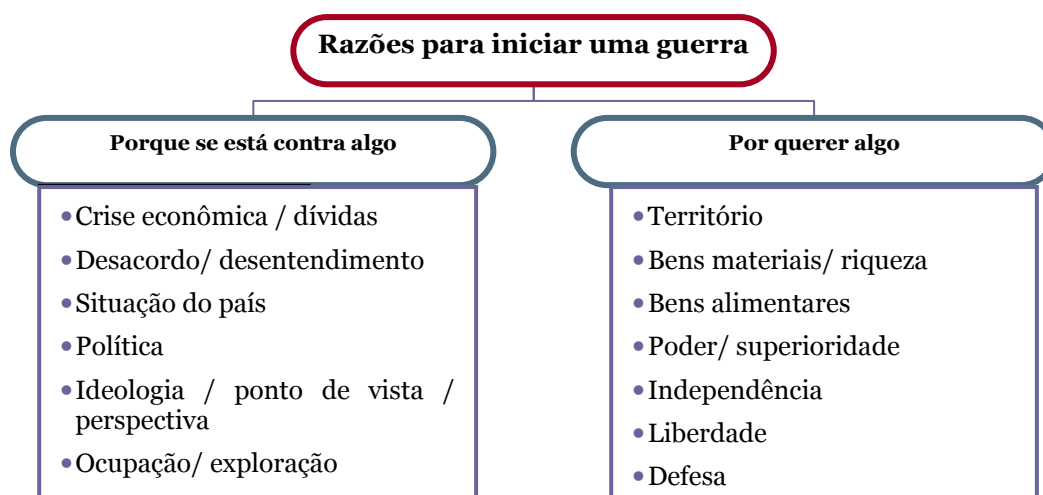 Razões para iniciar uma guerra
Porque se está contra algo
• Crise econômica / dívidas
• Desacordo/ desentendimento
• Situação do país
• Política
• Ideologia / ponto de vista /
perspectiva
• Ocupação/ exploração
Por querer algo
• Território
• Bens materiais/ riqueza
• Bens alimentares
• Poder/ superioridade
• Independência
• Liberdade
• Defesa